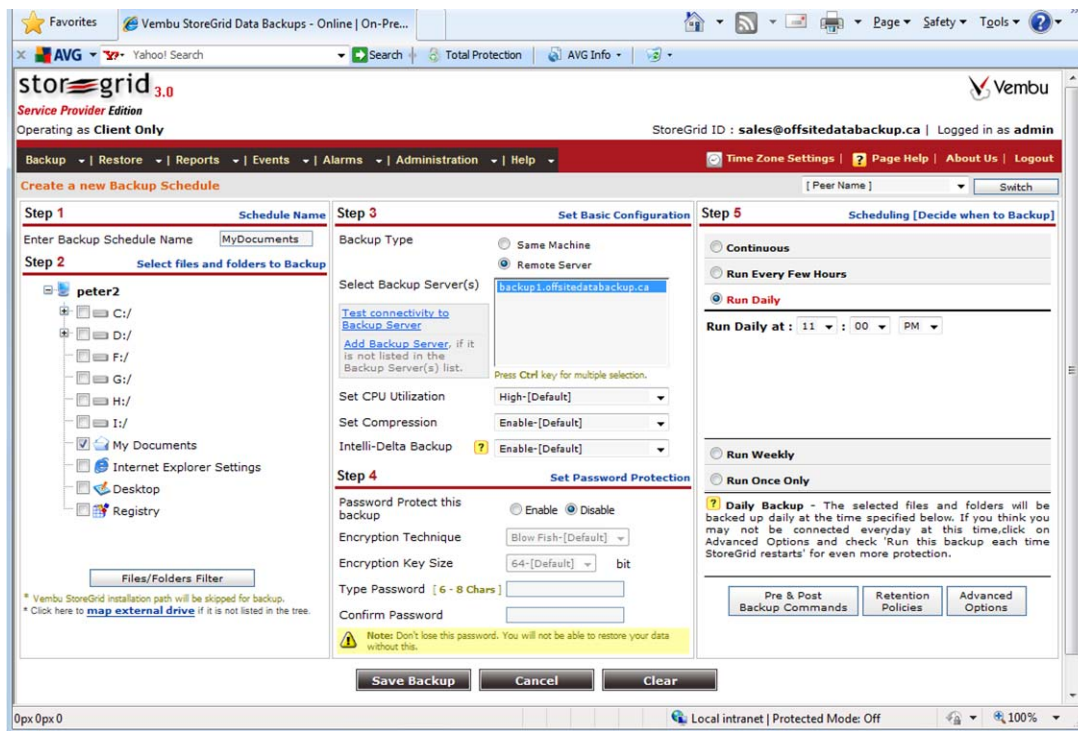 Favorites
Vembu StoreGrid Data Backups - Online | On-Pre...
Page
Safety
Tools
AVG
Yahoo! Search
Search
Total Protection
AVG Info
storegrid 3.0
Service Provider Edition
Vembu
Operating as Client Only
StoreGrid ID : sales@offsitedatabackup.ca | Logged in as admin
Backup | Restore | Reports | Events | Alarms | Administration | Help
Time Zone Settings | Page Help | About Us | Logout
Create a new Backup Schedule
[ Peer Name ]
Switch
Step 1
Schedule Name
Enter Backup Schedule Name
MyDocuments
Step 2
Select files and folders to Backup
peter2
C:/
D:/
F:/
G:/
H:/
I:/
My Documents
Internet Explorer Settings
Desktop
Registry
Files/Folders Filter
* Vembu StoreGrid installation path will be skipped for backup.
* Click here to map external drive if it is not listed in the tree.
Step 3
Set Basic Configuration
Backup Type
Same Machine
Remote Server
Select Backup Server(s)
backup1.offsitedatabackup.ca
Test connectivity to
Backup Server
Add Backup Server, if it
is not listed in the
Backup Server(s) list.
Press Ctrl key for multiple selection.
Set CPU Utilization
High-[Default]
Set Compression
Enable-[Default]
Intelli-Delta Backup
?
Enable-[Default]
Step 4
Set Password Protection
Password Protect this
backup
Enable
Disable
Encryption Technique
Blow Fish-[Default]
Encryption Key Size
64-[Default]
bit
Type Password [ 6 - 8 Chars ]
Confirm Password
Note: Don't lose this password. You will not be able to restore your data
without this.
Step 5
Scheduling [Decide when to Backup]
Continuous
Run Every Few Hours
Run Daily
Run Daily at : 11 : 00 PM
Run Weekly
Run Once Only
? Daily Backup - The selected files and folders will be
backed up daily at the time specified below. If you think you
may not be connected everyday at this time,click on
Advanced Options and check 'Run this backup each time
StoreGrid restarts' for even more protection.
Pre & Post
Backup Commands
Retention
Policies
Advanced
Options
Save Backup
Cancel
Clear
0px 0px 0
Local intranet | Protected Mode: Off
100%